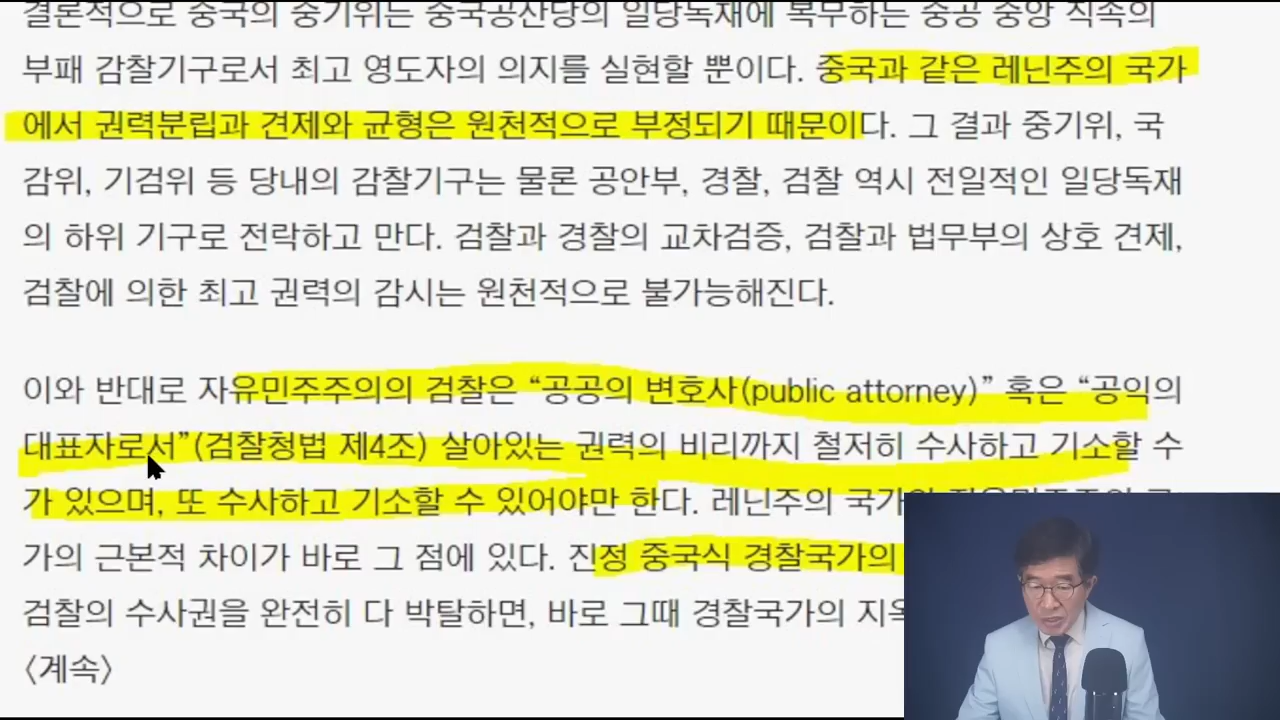 결론적으로 중국의 중기위는 중국공산당의 일당독재에 복무하는 중공 중앙 직속의
부패 감찰기구로서 최고 영도자의 의지를 실현할 뿐이다. 중국과 같은 레닌주의 국가
에서 권력분립과 견제와 균형은 원천적으로 부정되기 때문이다. 그 결과 중기위, 국
감위, 기검위 등 당내의 감찰기구는 물론 공안부, 경찰, 검찰 역시 전일적인 일당독재
의 하위 기구로 전락하고 만다. 검찰과 경찰의 교차검증, 검찰과 법무부의 상호 견제,
검찰에 의한 최고 권력의 감시는 원천적으로 불가능해진다.
이와 반대로 자유민주주의의 검찰은 “공공의 변호사(public attorney)” 혹은 “공익의
대표자로서”(검찰청법 제4조) 살아있는 권력의 비리까지 철저히 수사하고 기소할 수
가 있으며, 또 수사하고 기소할 수 있어야만 한다. 레닌주의
가의 근본적 차이가 바로 그 점에 있다. 진정 중국식 경찰국가의
검찰의 수사권을 완전히 다 박탈하면, 바로 그때 경찰국가의
〈계속〉